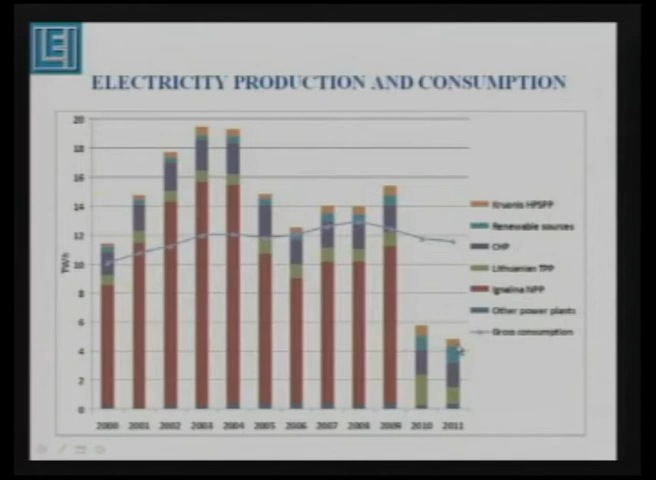 LEI
ELECTRICITY PRODUCTION AND CONSUMPTION
20
18
16
14
12
10
8
6
4
2
0
TWh
2000 2001 2002 2003 2004 2005 2006 2007 2008 2009 2010 2011
Kruonis HPSPP
Renewable sources
CHP
Lithuanian TPP
Ignalina NPP
Other power plants
Gross consumption